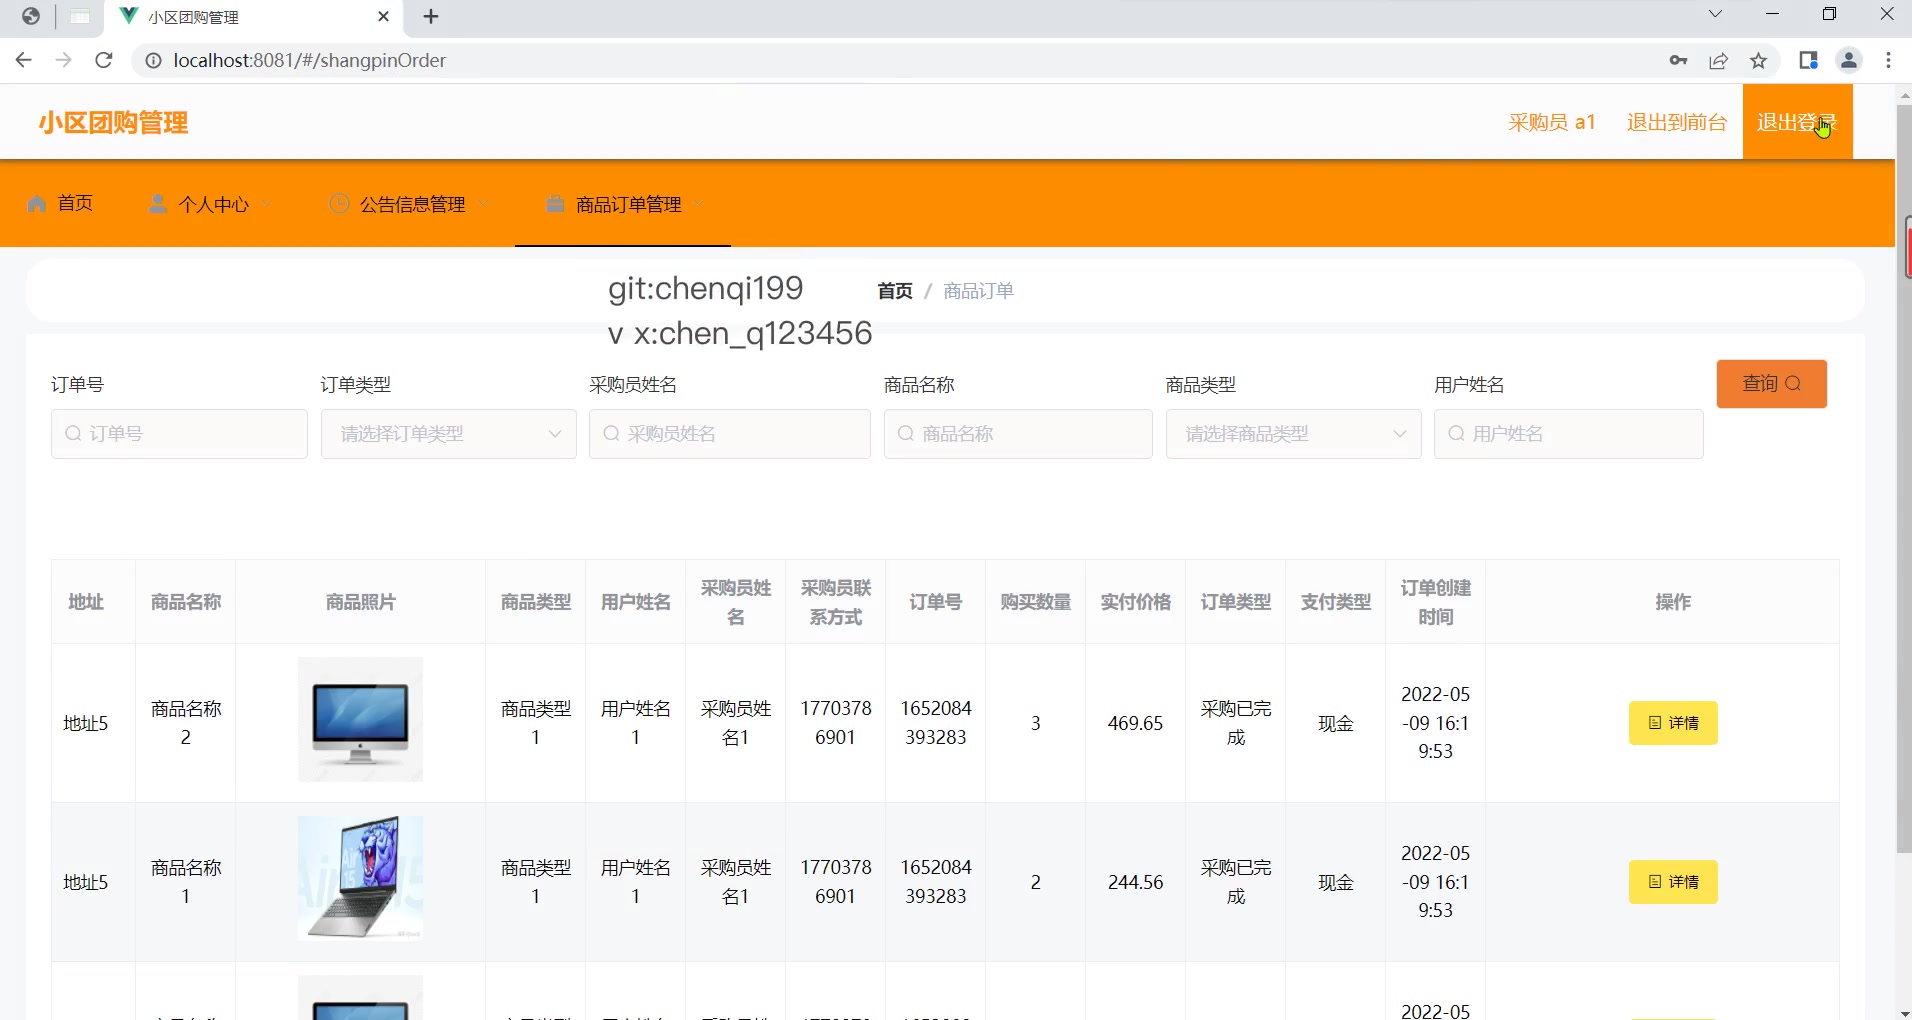 小区团购管理
localhost:8081/#/shangpinOrder
小区团购管理
采购员 a1
退出到前台
退出登录
首页
个人中心
公告信息管理
商品订单管理
git:chenqi199
v x:chen_q123456
首页 / 商品订单
订单号
订单类型
采购员姓名
商品名称
商品类型
用户姓名
查询
订单号
请选择订单类型
采购员姓名
商品名称
请选择商品类型
用户姓名
地址
商品名称
商品照片
商品类型
用户姓名
采购员姓
名
采购员联
系方式
订单号
购买数量
实付价格
订单类型
支付类型
订单创建
时间
操作
地址5
商品名称
2
商品类型
1
用户姓名
1
采购员姓
名1
1770378
6901
1652084
393283
3
469.65
采购已完
成
现金
2022-05
-09 16:1
9:53
详情
地址5
商品名称
1
商品类型
1
用户姓名
1
采购员姓
名1
1770378
6901
1652084
393283
2
244.56
采购已完
成
现金
2022-05
-09 16:1
9:53
详情
2022-05